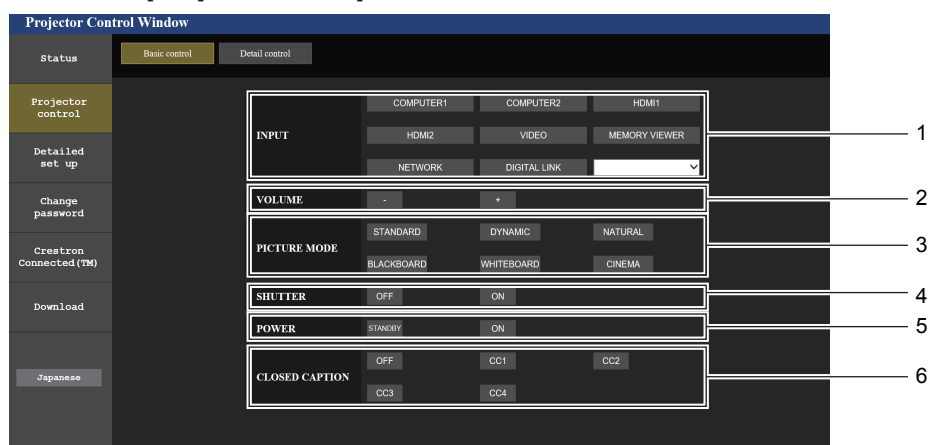 Projector Control Window
Status
Basic control
Detail control
Projector
control
Detailed
set up
Change
password
Crestron
Connected(TM)
Download
Japanese
INPUT
COMPUTER1
COMPUTER2
HDMI1
HDMI2
VIDEO
MEMORY VIEWER
NETWORK
DIGITAL LINK
1
VOLUME
-
+
2
PICTURE MODE
STANDARD
DYNAMIC
NATURAL
BLACKBOARD
WHITEBOARD
CINEMA
3
SHUTTER
OFF
ON
4
POWER
STANDBY
ON
5
CLOSED CAPTION
OFF
CC1
CC2
CC3
CC4
6